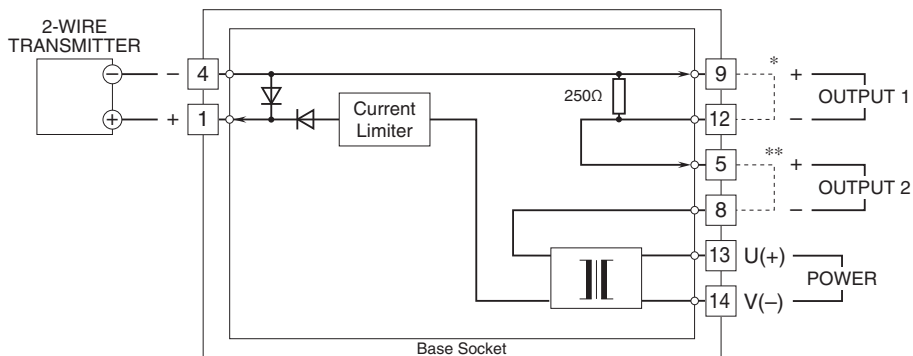 2-WIRE
TRANSMITTER
− − 4
+ + 1
Current
Limiter
250Ω
9 * +
OUTPUT 1
12 −
5 ** +
OUTPUT 2
8 −
13 U(+)
POWER
14 V(−)
Base Socket